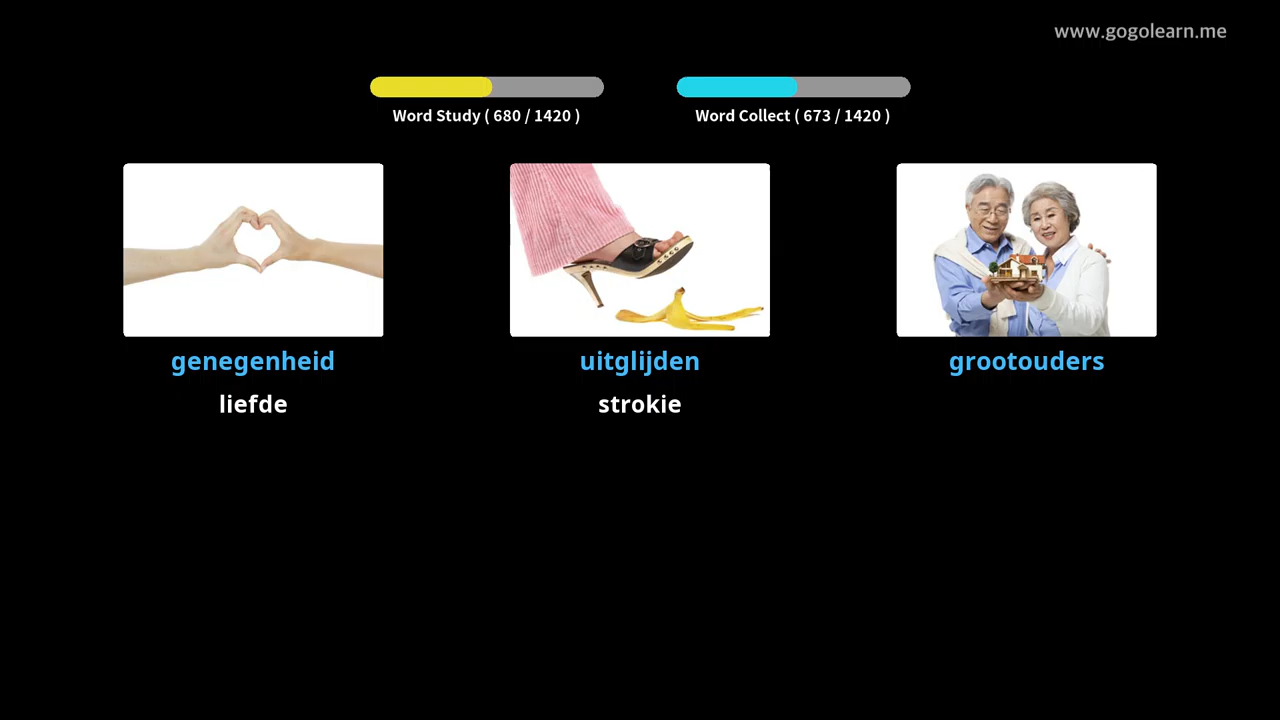 www.gogolearn.me
Word Study ( 680 / 1420 )
Word Collect ( 673 / 1420 )
genegenheid
uitglijden
grootouders
liefde
strokie